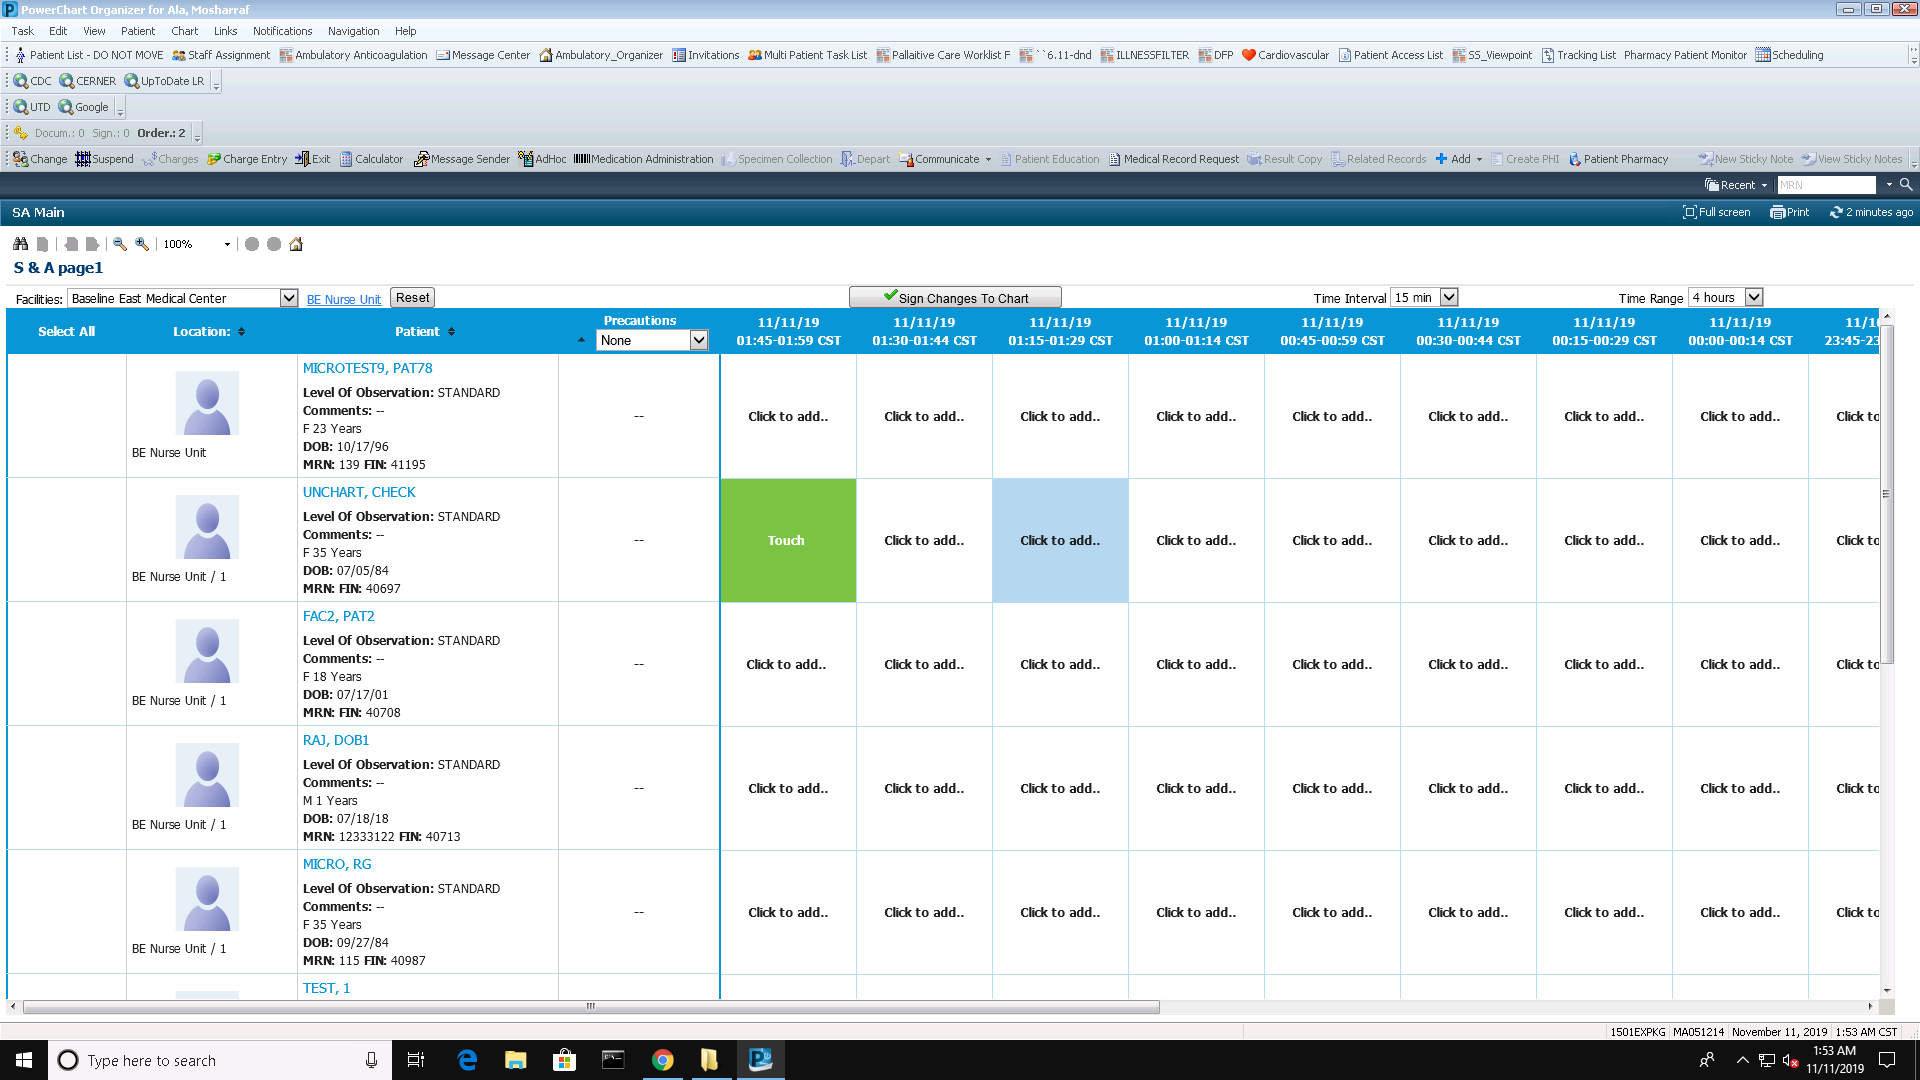 PowerChart Organizer for Ala, Mosharraf
Task Edit View Patient Chart Links Notifications Navigation Help
Patient List - DO NOT MOVE Staff Assignment Ambulatory Anticoagulation Message Center Ambulatory_Organizer Invitations Multi Patient Task List Pallaitive Care Worklist F ``6.11-dnd ILLNESSFILTER DFP Cardiovascular Patient Access List SS_Viewpoint Tracking List Pharmacy Patient Monitor Scheduling
CDC CERNER UpToDate LR
UTD Google
Docum.: 0 Sign.: 0 Order.: 2
Change Suspend Charges Charge Entry Exit Calculator Message Sender AdHoc Medication Administration Specimen Collection Depart Communicate Patient Education Medical Record Request Result Copy Related Records Add Create PHI Patient Pharmacy New Sticky Note View Sticky Notes
Recent MRN
SA Main Full screen Print 2 minutes ago
100%
S & A page1
Facilities: Baseline East Medical Center BE Nurse Unit Reset Sign Changes To Chart Time Interval 15 min Time Range 4 hours
Select All Location: Patient Precautions None
11/11/19 11/11/19 11/11/19 11/11/19 11/11/19 11/11/19 11/11/19 11/11/19 11/1
01:45-01:59 CST 01:30-01:44 CST 01:15-01:29 CST 01:00-01:14 CST 00:45-00:59 CST 00:30-00:44 CST 00:15-00:29 CST 00:00-00:14 CST 23:45-23
BE Nurse Unit
MICROTEST9, PAT78
Level Of Observation: STANDARD
Comments: --
F 23 Years
DOB: 10/17/96
MRN: 139 FIN: 41195
--
Click to add.. Click to add.. Click to add.. Click to add.. Click to add.. Click to add.. Click to add.. Click to add.. Click to
BE Nurse Unit / 1
UNCHART, CHECK
Level Of Observation: STANDARD
Comments: --
F 35 Years
DOB: 07/05/84
MRN: FIN: 40697
--
Touch Click to add.. Click to add.. Click to add.. Click to add.. Click to add.. Click to add.. Click to add.. Click to
BE Nurse Unit / 1
FAC2, PAT2
Level Of Observation: STANDARD
Comments: --
F 18 Years
DOB: 07/17/01
MRN: FIN: 40708
--
Click to add.. Click to add.. Click to add.. Click to add.. Click to add.. Click to add.. Click to add.. Click to add.. Click to
BE Nurse Unit / 1
RAJ, DOB1
Level Of Observation: STANDARD
Comments: --
M 1 Years
DOB: 07/18/18
MRN: 12333122 FIN: 40713
--
Click to add.. Click to add.. Click to add.. Click to add.. Click to add.. Click to add.. Click to add.. Click to add.. Click to
BE Nurse Unit / 1
MICRO, RG
Level Of Observation: STANDARD
Comments: --
F 35 Years
DOB: 09/27/84
MRN: 115 FIN: 40987
--
Click to add.. Click to add.. Click to add.. Click to add.. Click to add.. Click to add.. Click to add.. Click to add.. Click to
TEST, 1
1501EXPKG MA051214 November 11, 2019 1:53 AM CST
Type here to search
1:53 AM
11/11/2019